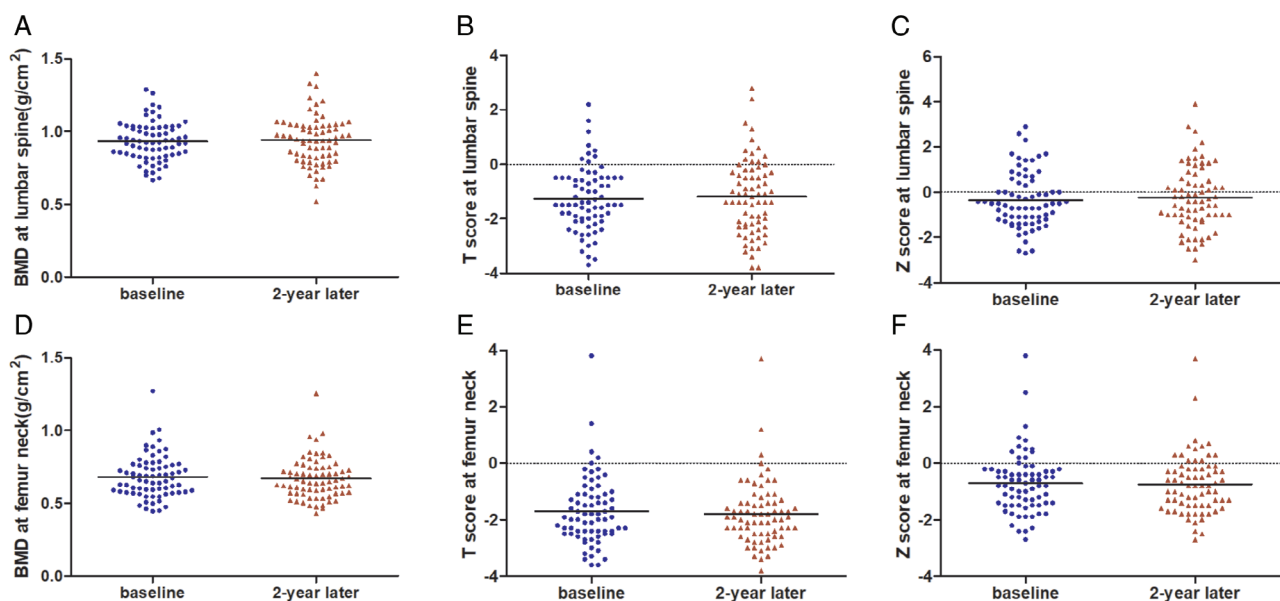 A
BMD at lumbar spine(g/cm2)
1.5
1.0
0.5
0.0
baseline
2-year later
B
T score at lumbar spine
4
2
0
-2
-4
baseline
2-year later
C
Z score at lumbar spine
6
4
2
0
-2
-4
baseline
2-year later
D
BMD at femur neck(g/cm2)
1.5
1.0
0.5
0.0
baseline
2-year later
E
T score at femur neck
4
2
0
-2
-4
baseline
2-year later
F
Z score at femur neck
4
2
0
-2
-4
baseline
2-year later